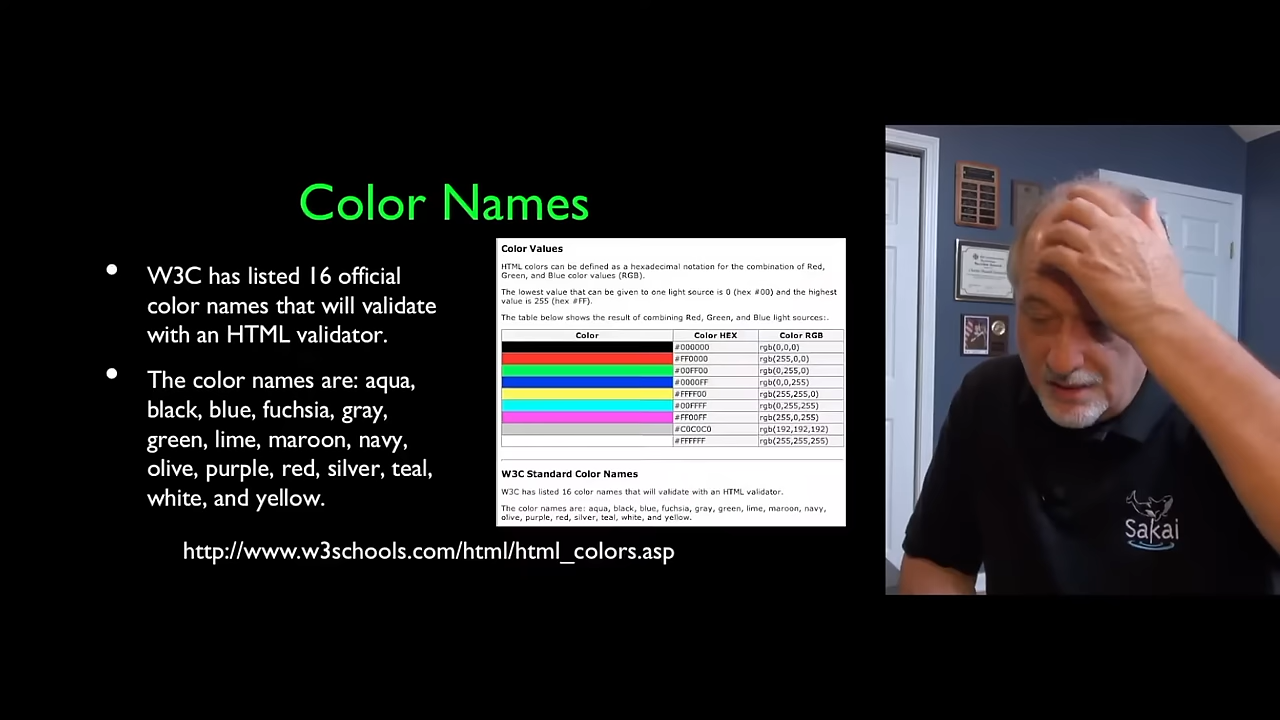 Color Names
W3C has listed 16 official
color names that will validate
with an HTML validator.
The color names are: aqua,
black, blue, fuchsia, gray,
green, lime, maroon, navy,
olive, purple, red, silver, teal,
white, and yellow.
Color Values
HTML colors can be defined as a hexadecimal notation for the combination of Red,
Green, and Blue color values (RGB).
The lowest value that can be given to one light source is 0 (hex #00) and the highest
value is 255 (hex #FF).
The table below shows the result of combining Red, Green, and Blue light sources:.
Color Color HEX Color RGB
#000000 rgb(0,0,0)
#FF0000 rgb(255,0,0)
#00FF00 rgb(0,255,0)
#0000FF rgb(0,0,255)
#FFFF00 rgb(255,255,0)
#00FFFF rgb(0,255,255)
#FF00FF rgb(255,0,255)
#C0C0C0 rgb(192,192,192)
#FFFFFF rgb(255,255,255)
W3C Standard Color Names
W3C has listed 16 color names that will validate with an HTML validator.
The color names are: aqua, black, blue, fuchsia, gray, green, lime, maroon, navy,
olive, purple, red, silver, teal, white, and yellow.
http://www.w3schools.com/html/html_colors.asp
Sakai